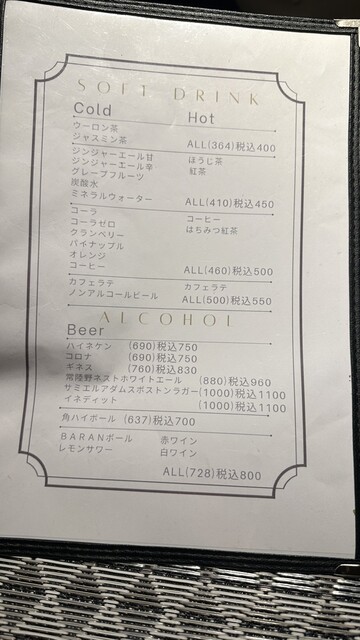 SOFT DRINK
Cold Hot
ウーロン茶
ジャスミン茶 ALL(364)税込400
ジンジャーエール甘 ほうじ茶
ジンジャーエール辛 紅茶
グレープフルーツ
炭酸水
ミネラルウォーター ALL(410)税込450
コーラ コーヒー
コーラゼロ はちみつ紅茶
クランベリー
パイナップル
オレンジ
コーヒー ALL(460)税込500
カフェラテ カフェラテ
ノンアルコールビール ALL(500)税込550
ALCOHOL
Beer
ハイネケン (690)税込750
コロナ (690)税込750
ギネス (760)税込830
常陸野ネストホワイトエール (880)税込960
サミエルアダムスボストンラガー(1000)税込1100
イネディット (1000)税込1100
角ハイボール (637)税込700
BARANボール 赤ワイン
レモンサワー 白ワイン
ALL(728)税込800